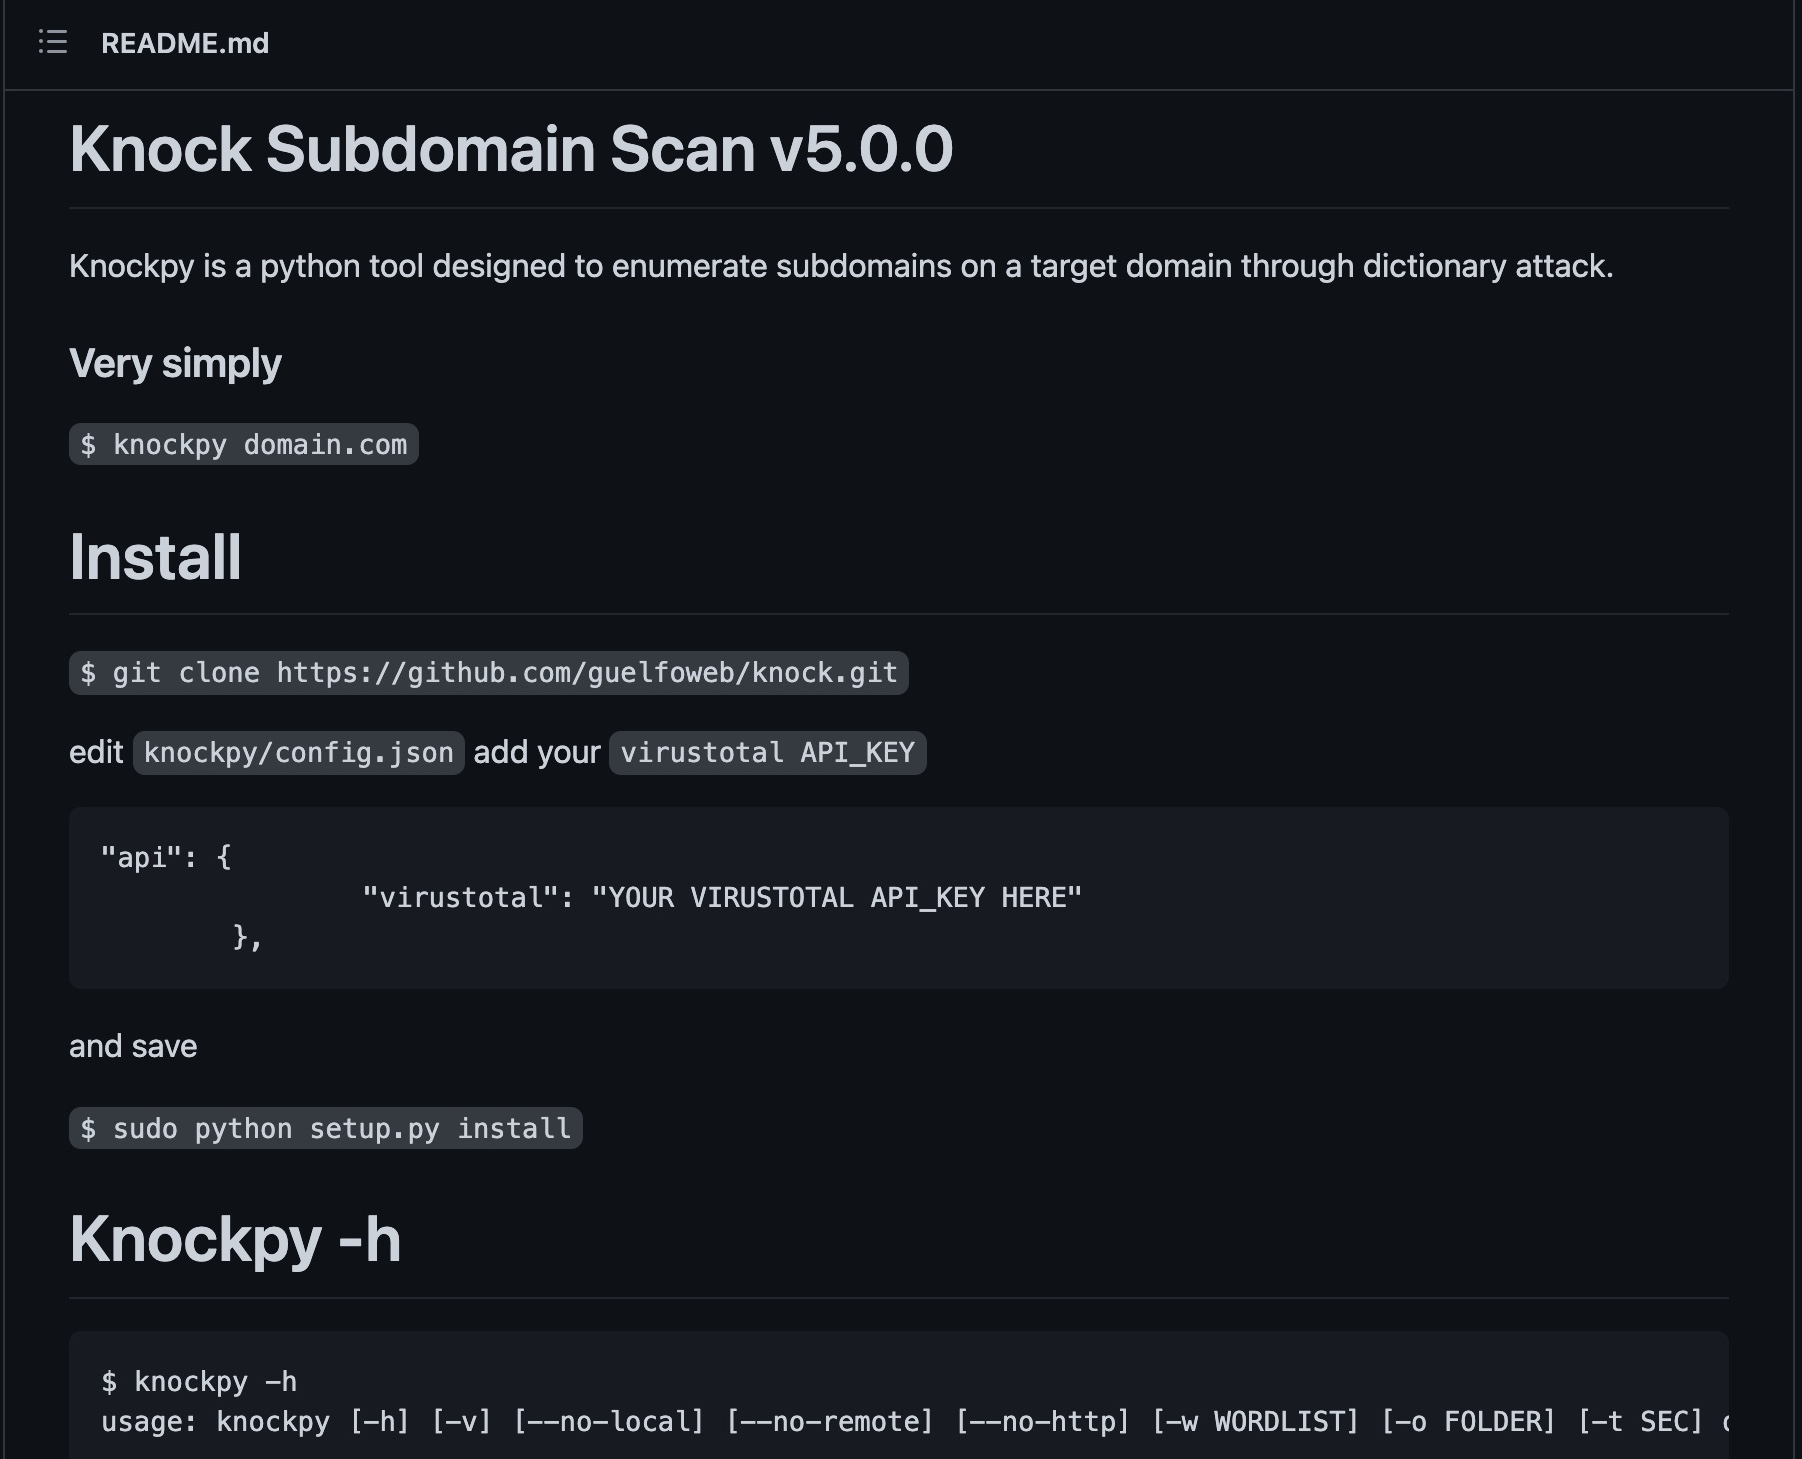 README.md
Knock Subdomain Scan v5.0.0
Knockpy is a python tool designed to enumerate subdomains on a target domain through dictionary attack.
Very simply
$ knockpy domain.com
Install
$ git clone https://github.com/guelfoweb/knock.git
edit knockpy/config.json add your virustotal API_KEY
"api": {
"virustotal": "YOUR VIRUSTOTAL API_KEY HERE"
},
and save
$ sudo python setup.py install
Knockpy -h
$ knockpy -h
usage: knockpy [-h] [-v] [--no-local] [--no-remote] [--no-http] [-w WORDLIST] [-o FOLDER] [-t SEC]